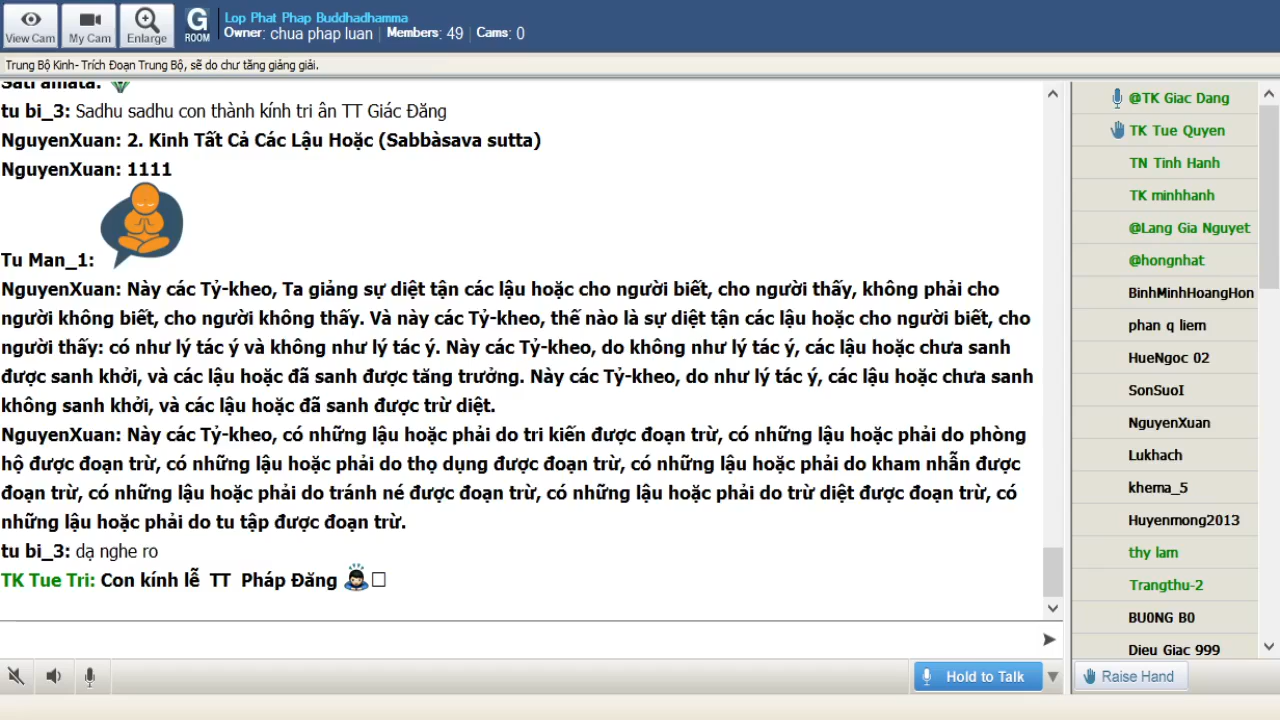 View Cam
My Cam
Enlarge
G
ROOM
Lop Phat Phap Buddhadhamma
Owner: chua phap luan Members: 49 Cams: 0
Trung Bộ Kinh- Trích Đoạn Trung Bộ, sẽ do chư tăng giảng giải.
Sati amata:
tu bi_3: Sadhu sadhu con thành kính tri ân TT Giác Đăng
NguyenXuan: 2. Kinh Tất Cả Các Lậu Hoặc (Sabbàsava sutta)
NguyenXuan: 1111
Tu Man_1:
NguyenXuan: Này các Tỷ-kheo, Ta giảng sự diệt tận các lậu hoặc cho người biết, cho người thấy, không phải cho
người không biết, cho người không thấy. Và này các Tỷ-kheo, thế nào là sự diệt tận các lậu hoặc cho người biết, cho
người thấy: có như lý tác ý và không như lý tác ý. Này các Tỷ-kheo, do không như lý tác ý, các lậu hoặc chưa sanh
được sanh khởi, và các lậu hoặc đã sanh được tăng trưởng. Này các Tỷ-kheo, do như lý tác ý, các lậu hoặc chưa sanh
không sanh khởi, và các lậu hoặc đã sanh được trừ diệt.
NguyenXuan: Này các Tỷ-kheo, có những lậu hoặc phải do tri kiến được đoạn trừ, có những lậu hoặc phải do phòng
hộ được đoạn trừ, có những lậu hoặc phải do thọ dụng được đoạn trừ, có những lậu hoặc phải do kham nhẫn được
đoạn trừ, có những lậu hoặc phải do tránh né được đoạn trừ, có những lậu hoặc phải do trừ diệt được đoạn trừ, có
những lậu hoặc phải do tu tập được đoạn trừ.
tu bi_3: dạ nghe ro
TK Tue Tri: Con kính lễ TT Pháp Đăng
@TK Giac Dang
TK Tue Quyen
TN Tinh Hanh
TK minhhanh
@Lang Gia Nguyet
@hongnhat
BinhMinhHoangHon
phan q liem
HueNgoc 02
SonSuoI
NguyenXuan
Lukhach
khema_5
Huyenmong2013
thy lam
Trangthu-2
BU0NG B0
Dieu Giac 999
Hold to Talk
Raise Hand